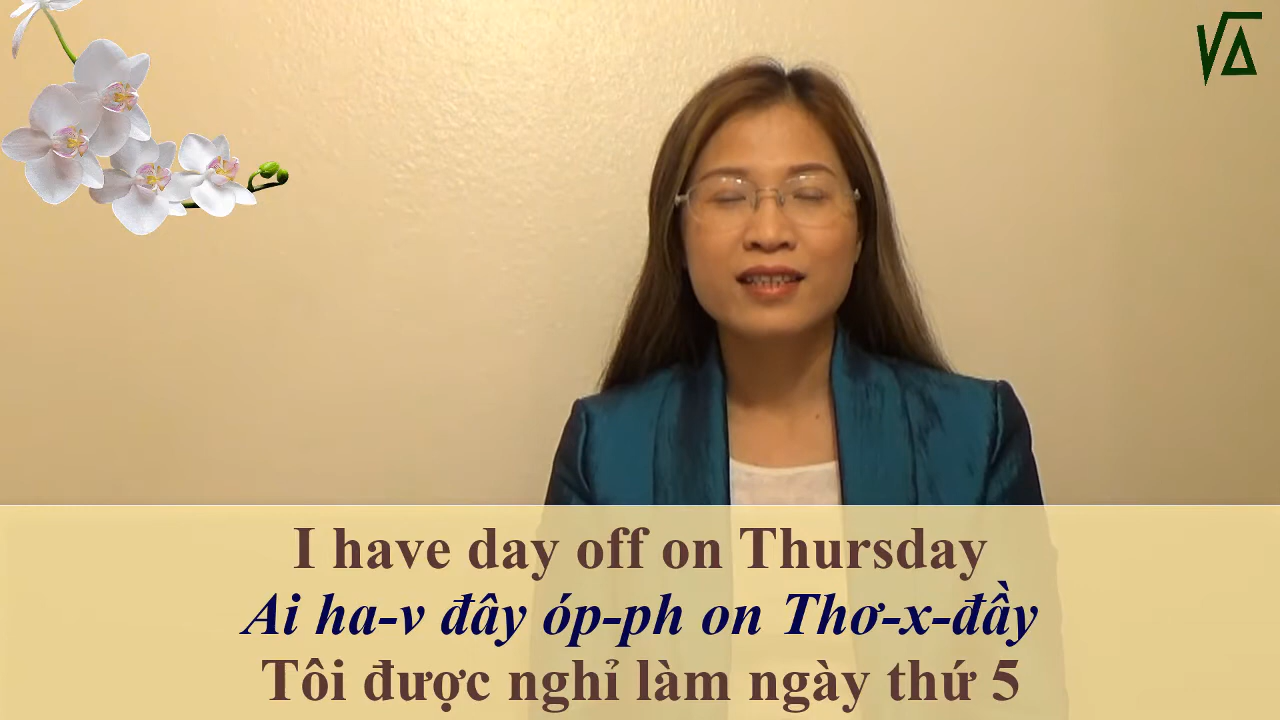 I have day off on Thursday
Ai ha-v đây óp-ph on Thơ-x-đầy
Tôi được nghỉ làm ngày thứ 5